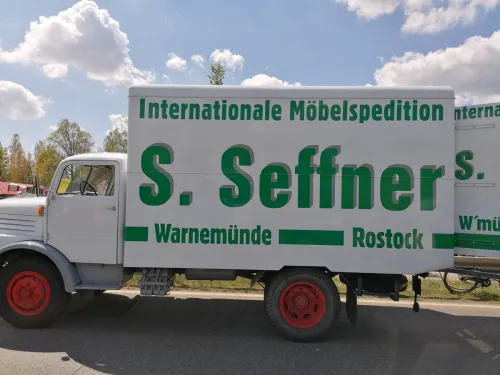 Internationale Möbelspedition
S. Seffner
Warnemünde Rostock
Interna
S.
W'mü